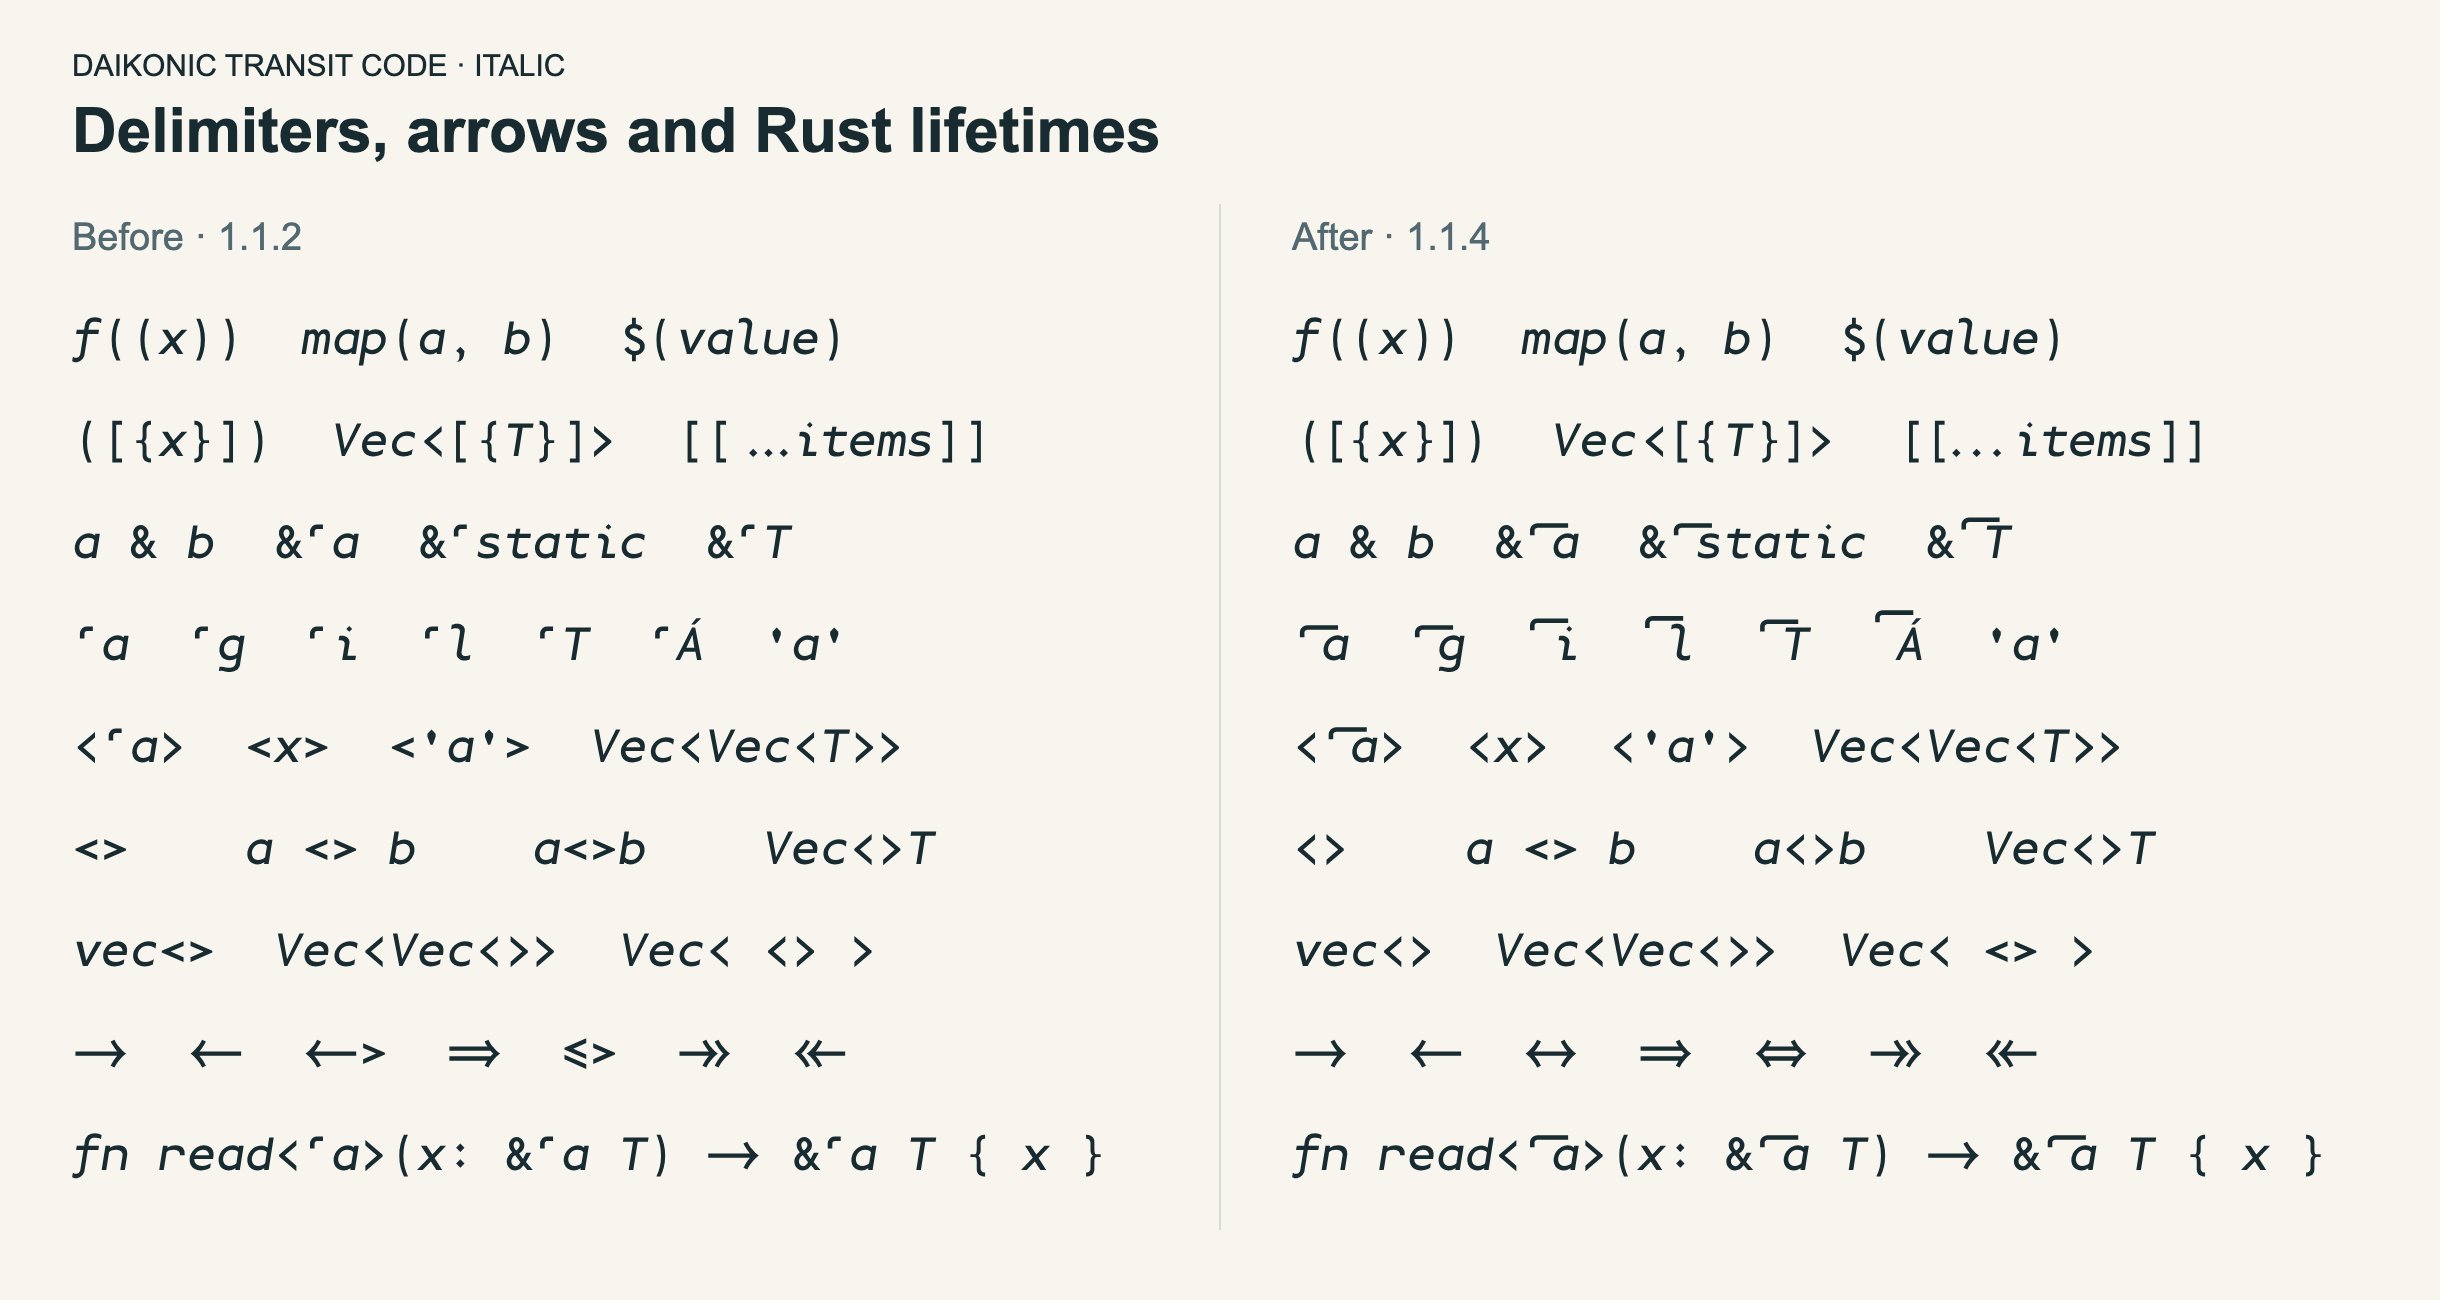 DAIKONIC TRANSIT CODE · ITALIC
Delimiters, arrows and Rust lifetimes
Before · 1.1.2
f((x))  map(a, b)  $(value)
([{x}])  Vec<[{T}]>  [[...items]]
a & b  &'a  &'static  &'T
'a  'g  'i  'l  'T  'Á  'a'
<'a>  <x>  <'a'>  Vec<Vec<T>>
<>    a <> b    a<>b    Vec<>T
vec<>  Vec<Vec<>>  Vec< <> >
->  <-  <->  =>  <=>  ->>  <<-
fn read<'a>(x: &'a T) -> &'a T { x }
After · 1.1.4
f((x))  map(a, b)  $(value)
([{x}])  Vec<[{T}]>  [[...items]]
a & b  &'a  &'static  &'T
'a  'g  'i  'l  'T  'Á  'a'
<'a>  <x>  <'a'>  Vec<Vec<T>>
<>    a <> b    a<>b    Vec<>T
vec<>  Vec<Vec<>>  Vec< <> >
->  <-  <->  =>  <=>  ->>  <<-
fn read<'a>(x: &'a T) -> &'a T { x }